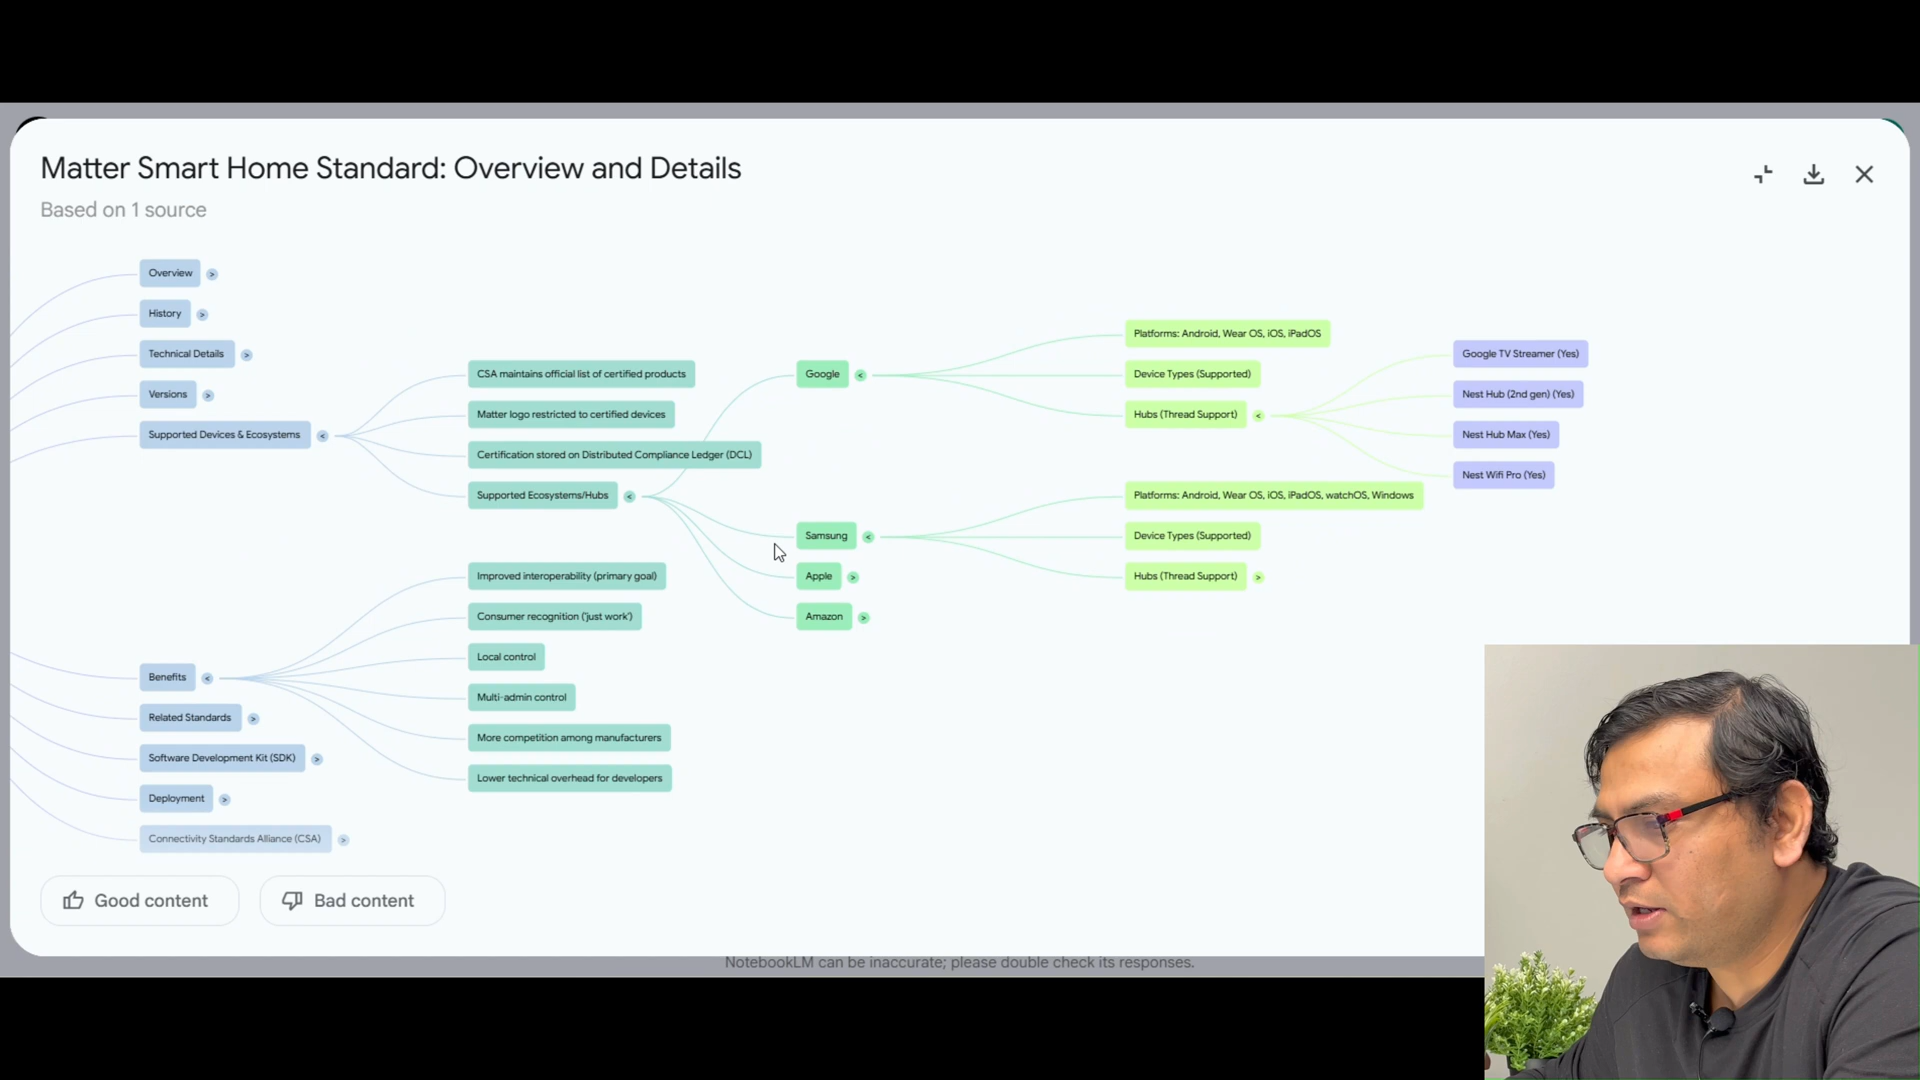 Matter Smart Home Standard: Overview and Details
Based on 1 source
Overview
History
Technical Details
Versions
Supported Devices & Ecosystems
CSA maintains official list of certified products
Matter logo restricted to certified devices
Certification stored on Distributed Compliance Ledger (DCL)
Supported Ecosystems/Hubs
Google
Platforms: Android, Wear OS, iOS, iPadOS
Device Types (Supported)
Hubs (Thread Support)
Google TV Streamer (Yes)
Nest Hub (2nd gen) (Yes)
Nest Hub Max (Yes)
Nest Wifi Pro (Yes)
Samsung
Platforms: Android, Wear OS, iOS, iPadOS, watchOS, Windows
Device Types (Supported)
Hubs (Thread Support)
Apple
Amazon
Benefits
Improved interoperability (primary goal)
Consumer recognition ('just work')
Local control
Multi-admin control
More competition among manufacturers
Lower technical overhead for developers
Related Standards
Software Development Kit (SDK)
Deployment
Connectivity Standards Alliance (CSA)
Good content
Bad content
NotebookLM can be inaccurate; please double check its responses.